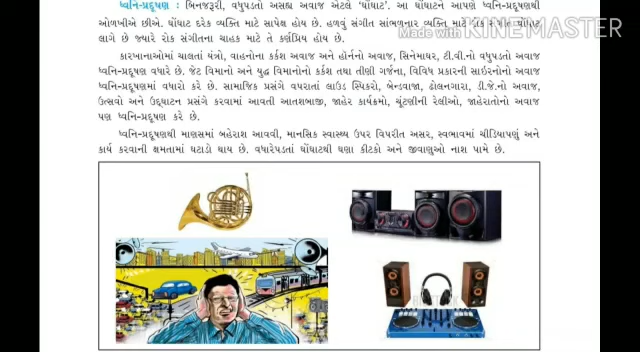 ધ્વનિ-પ્રદૂષણ : બિનજરૂરી, વધુપડતો અસહ્ય અવાજ એટલે 'ઘોંઘાટ'. આ ઘોંઘાટને આપણે ધ્વનિ-પ્રદૂષણથી
ઓળખીએ છીએ. ઘોંઘાટ દરેક વ્યક્તિ માટે સાપેક્ષ હોય છે. હળવું સંગીત સાંભળનાર વ્યક્તિ માટે રોક સંગીત ઘોંઘાટ
Made with KINEMASTER
લાગે છે જ્યારે રોક સંગીતના ચાહક માટે તે કર્ણપ્રિય હોય છે.
કારખાનાઓમાં ચાલતાં યંત્રો, વાહનોના કર્કશ અવાજ અને હોર્નનો અવાજ, સિનેમાઘર, ટી.વી.નો વધુપડતો અવાજ
ધ્વનિ-પ્રદૂષણ વધારે છે. જેટ વિમાનો અને યુદ્ધ વિમાનોનો કર્કશ તથા તીણી ગર્જના, વિવિધ પ્રકારની સાઇરનોનો અવાજ
ધ્વનિ-પ્રદૂષણમાં વધારો કરે છે. સામાજિક પ્રસંગે વપરાતાં લાઉડ સ્પિકરો, બેન્ડવાજા, ઢોલનગારા, ડી.જે.નો અવાજ,
ઉત્સવો અને ઉદ્ઘાટન પ્રસંગે કરવામાં આવતી આતશબાજી, જાહેર કાર્યક્રમો, ચૂંટણીની રેલીઓ, જાહેરાતોનો અવાજ
પણ ધ્વનિ-પ્રદૂષણ કરે છે.
ધ્વનિ-પ્રદૂષણથી માણસમાં બહેરાશ આવવી, માનસિક સ્વાસ્થ્ય ઉપર વિપરીત અસર, સ્વભાવમાં ચીડિયાપણું અને
કાર્ય કરવાની ક્ષમતામાં ઘટાડો થાય છે. વધારેપડતાં ઘોંઘાટથી ઘણા કીટકો અને જીવાણુઓ નાશ પામે છે.